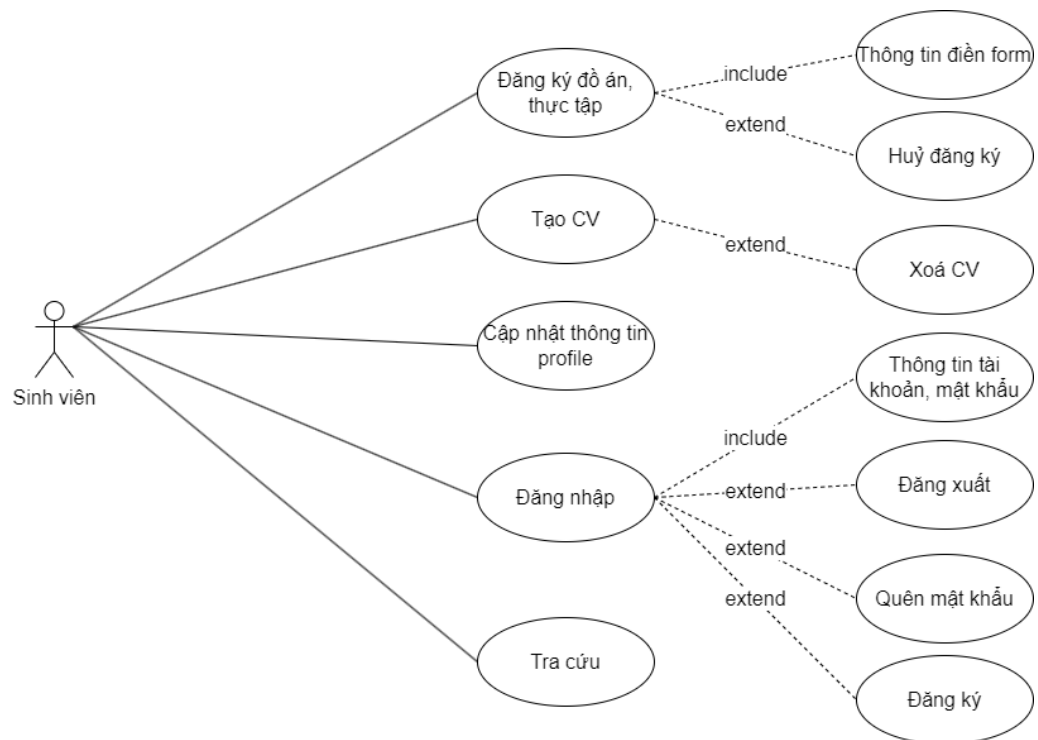 Đăng ký đồ án,
thực tập
include
Thông tin điền form
extend
Huỷ đăng ký
Tạo CV
extend
Xoá CV
Sinh viên
Cập nhật thông tin
profile
Thông tin tài
khoản, mật khẩu
include
Đăng nhập
extend
Đăng xuất
extend
Quên mật khẩu
extend
Đăng ký
Tra cứu